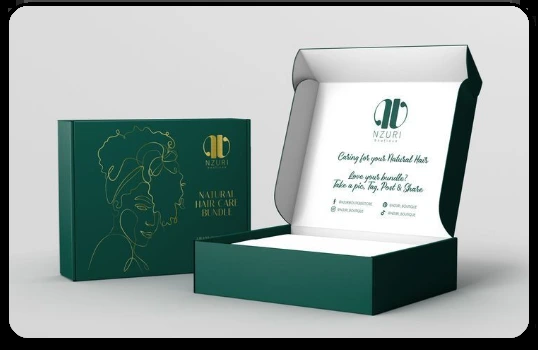 NZURI
NATURAL
HAIR CARE
BUNDLE
NZURI
Boutique
Caring for your Natural Hair
Love your bundle?
Take a pic, Tag, Post & Share